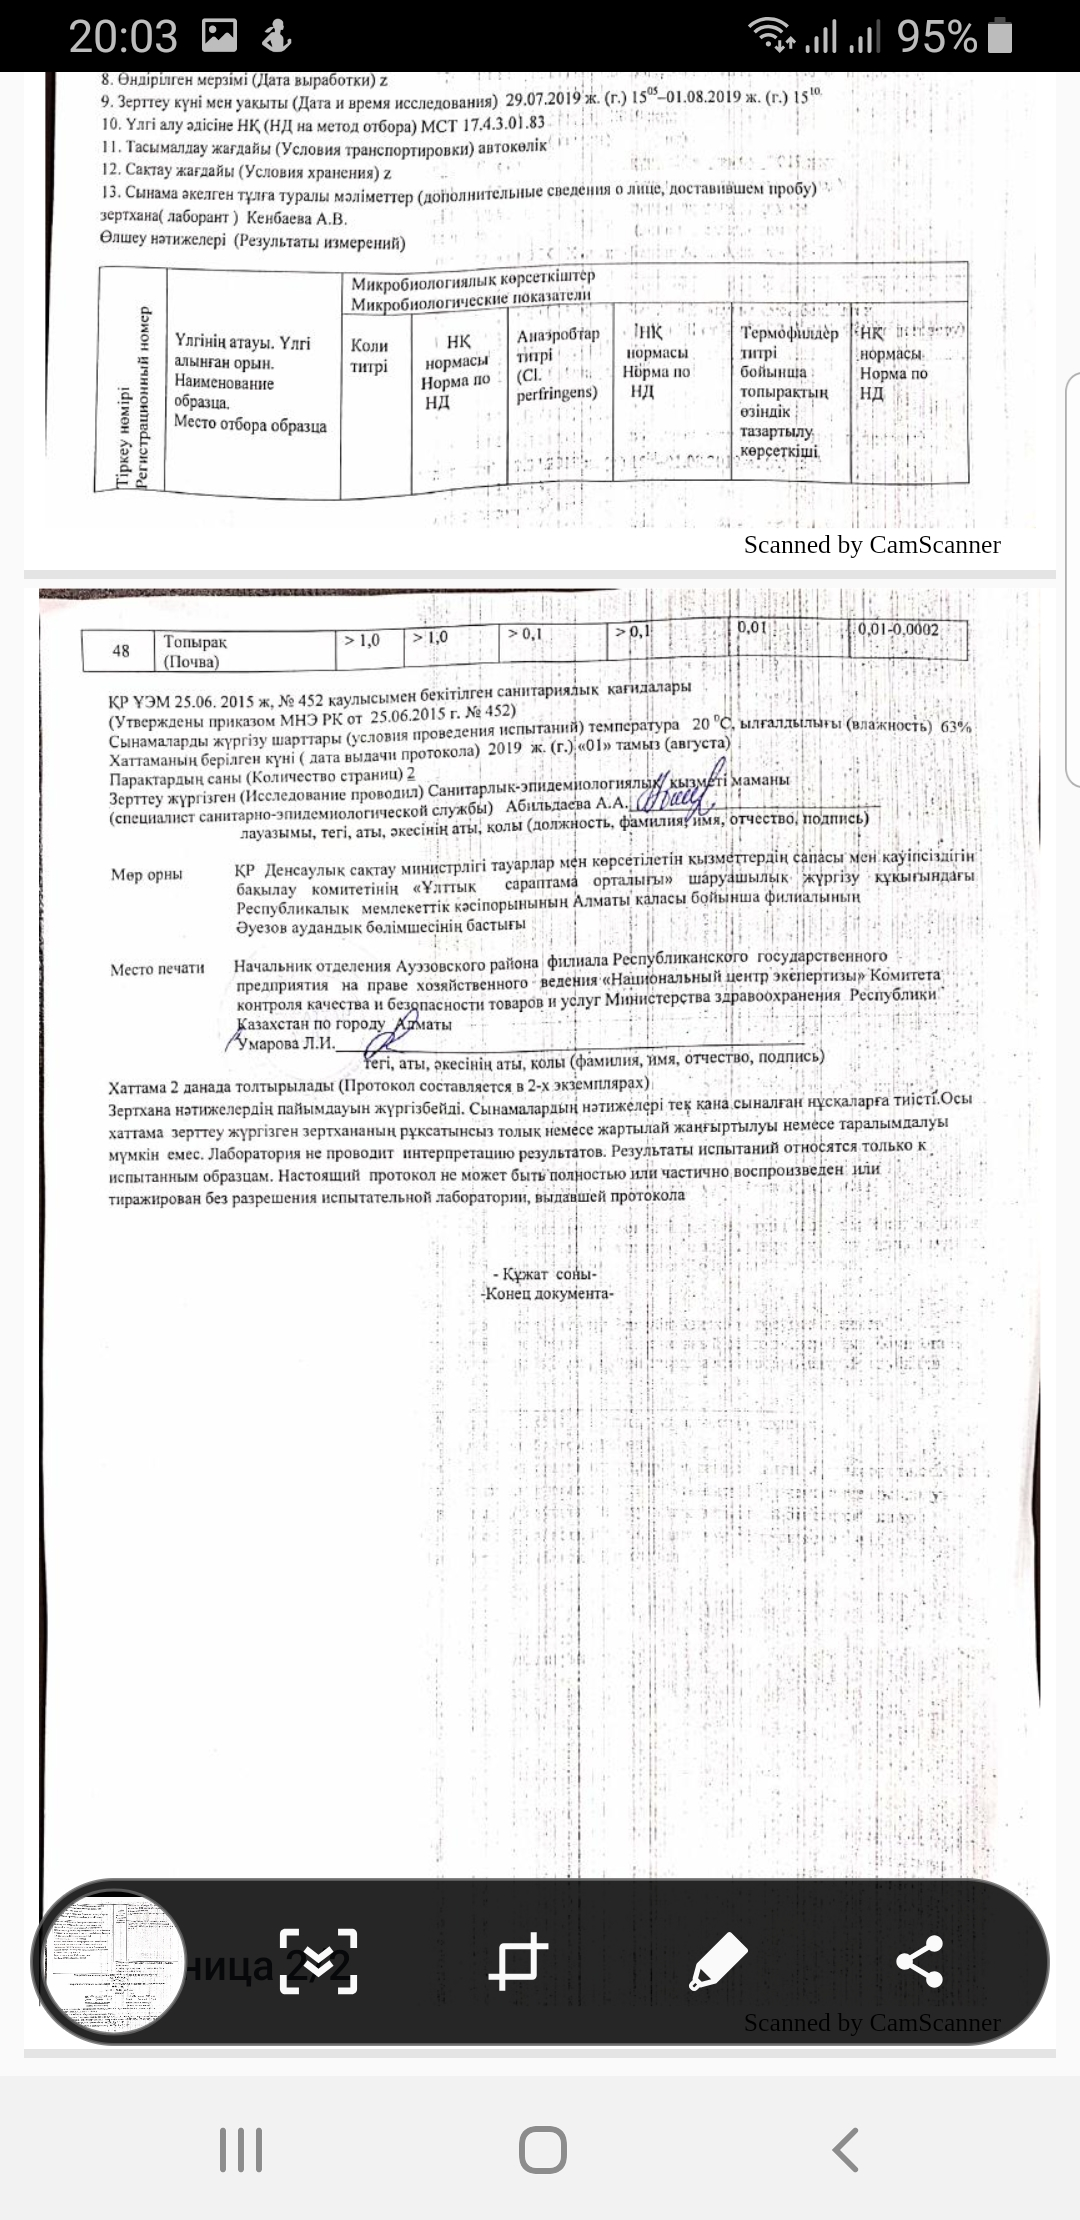 20:03
95%
8. Өндірілген мерзімі (Дата выработки) z
9. Зерттеу күні мен уақыты (Дата и время исследования) 29.07.2019 ж. (г.) 15⁰⁵–01.08.2019 ж. (г.) 15¹⁰.
10. Үлгі алу әдісіне НҚ (НД на метод отбора) МСТ 17.4.3.01.83
11. Тасымалдау жағдайы (Условия транспортировки) автокөлік
12. Сақтау жағдайы (Условия хранения) z
13. Сынама әкелген тұлға туралы мәліметтер (дополнительные сведения о лице, доставившем пробу)
зертхана( лаборант ) Кенбаева А.В.
Өлшеу нәтижелері (Результаты измерений)
Тіркеу нөмірі
Регистрационный номер
Үлгінің атауы. Үлгі
алынған орын.
Наименование
образца.
Место отбора образца
Микробиологиялық көрсеткіштер
Микробиологические показатели
Коли
титрі
НҚ
нормасы
Норма по
НД
Анаэробтар
титрі
(Cl.
perfringens)
НҚ
нормасы
Норма по
НД
Термофилдер
титрі
бойынша
топырақтың
өзіндік
тазартылу
көрсеткіші
НҚ
нормасы
Норма по
НД
Scanned by CamScanner
48
Топырақ
(Почва)
> 1,0
> 1,0
> 0,1
> 0,1
0,01
0,01-0,0002
ҚР ҰЭМ 25.06. 2015 ж, № 452 қаулысымен бекітілген санитариялық қағидалары
(Утверждены приказом МНЭ РК от 25.06.2015 г. № 452)
Сынамаларды жүргізу шарттары (условия проведения испытаний) температура 20 ⁰С, ылғалдылығы (влажность) 63%
Хаттаманың берілген күні ( дата выдачи протокола) 2019 ж. (г.) «01» тамыз (августа)
Парақтардың саны (Количество страниц) 2
Зерттеу жүргізген (Исследование проводил) Санитарлық-эпидемиологиялық қызметі маманы
(специалист санитарно-эпидемиологической службы) Абильдаева А.А.
лауазымы, тегі, аты, әкесінің аты, қолы (должность, фамилия, имя, отчество, подпись)
Мөр орны
ҚР Денсаулық сақтау министрлігі тауарлар мен көрсетілетін қызметтердің сапасы мен қауіпсіздігін
бақылау комитетінің «Ұлттық сараптама орталығы» шаруашылық жүргізу құқығындағы
Республикалық мемлекеттік кәсіпорынының Алматы қаласы бойынша филиалының
Әуезов аудандық бөлімшесінің бастығы
Место печати
Начальник отделения Ауэзовского района филиала Республиканского государственного
предприятия на праве хозяйственного ведения «Национальный центр экспертизы» Комитета
контроля качества и безопасности товаров и услуг Министерства здравоохранения Республики
Казахстан по городу Алматы
Умарова Л.И.
тегі, аты, әкесінің аты, қолы (фамилия, имя, отчество, подпись)
Хаттама 2 данада толтырылады (Протокол составляется в 2-х экземплярах)
Зертхана нәтижелердің пайымдауын жүргізбейді. Сынамалардың нәтижелері тек қана сыналған нұсқаларға тиісті.Осы
хаттама зерттеу жүргізген зертхананың рұқсатынсыз толық немесе жартылай жаңғыртылуы немесе таралымдалуы
мүмкін емес. Лаборатория не проводит интерпретацию результатов. Результаты испытаний относятся только к
испытанным образцам. Настоящий протокол не может быть полностью или частично воспроизведен или
тиражирован без разрешения испытательной лаборатории, выдавшей протокола
- Құжат соны-
-Конец документа-
ница 2/2
Scanned by CamScanner